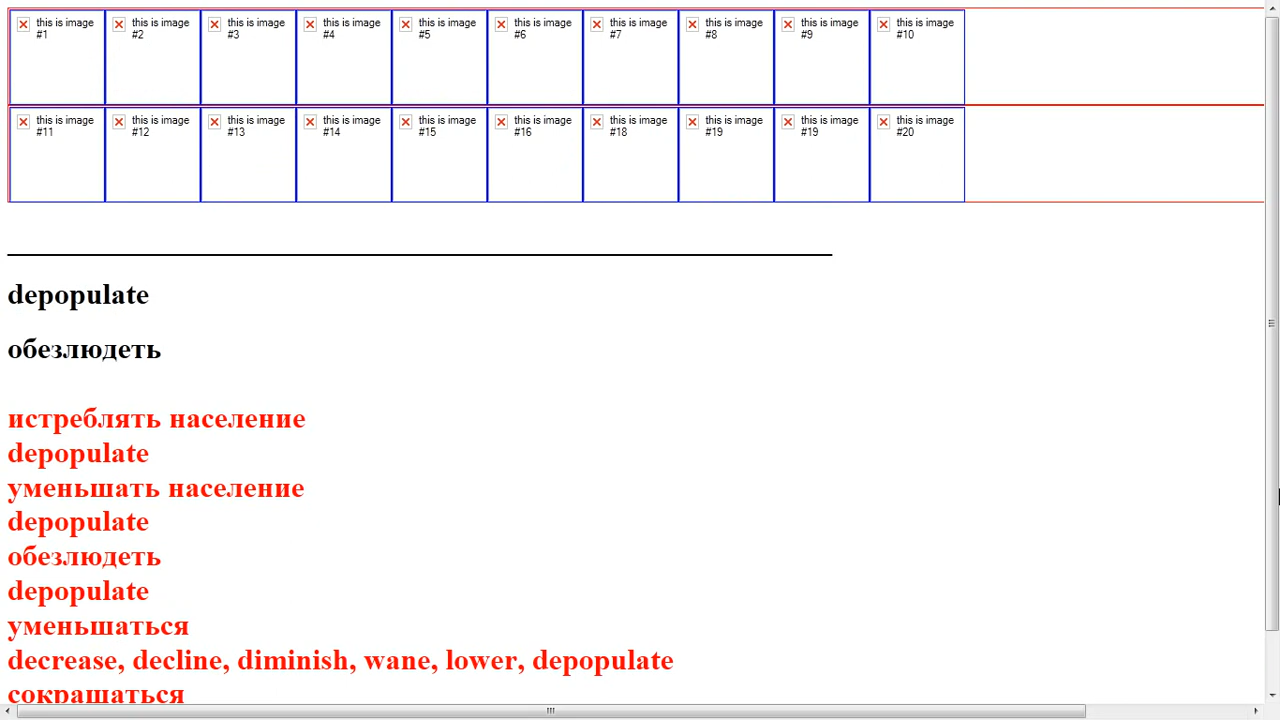 this is image #1 this is image #2 this is image #3 this is image #4 this is image #5 this is image #6 this is image #7 this is image #8 this is image #9 this is image #10
this is image #11 this is image #12 this is image #13 this is image #14 this is image #15 this is image #16 this is image #18 this is image #19 this is image #19 this is image #20
depopulate
обезлюдеть
истреблять население
depopulate
уменьшать население
depopulate
обезлюдеть
depopulate
уменьшаться
decrease, decline, diminish, wane, lower, depopulate
сокращаться